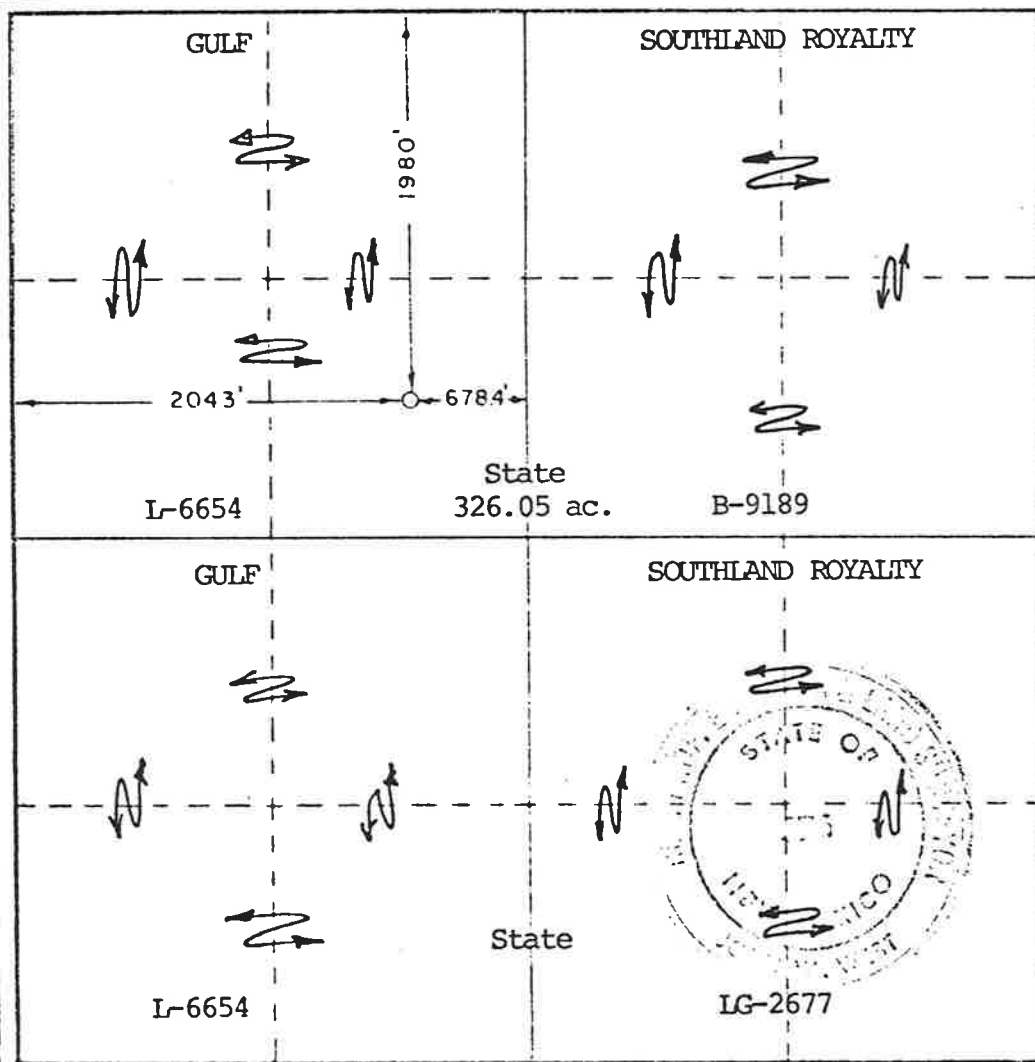 GULF
SOUTHLAND ROYALTY
1980'
2043'
6784'
State
326.05 ac.
L-6654
B-9189
GULF
SOUTHLAND ROYALTY
STATE OF
State
L-6654
LG-2677